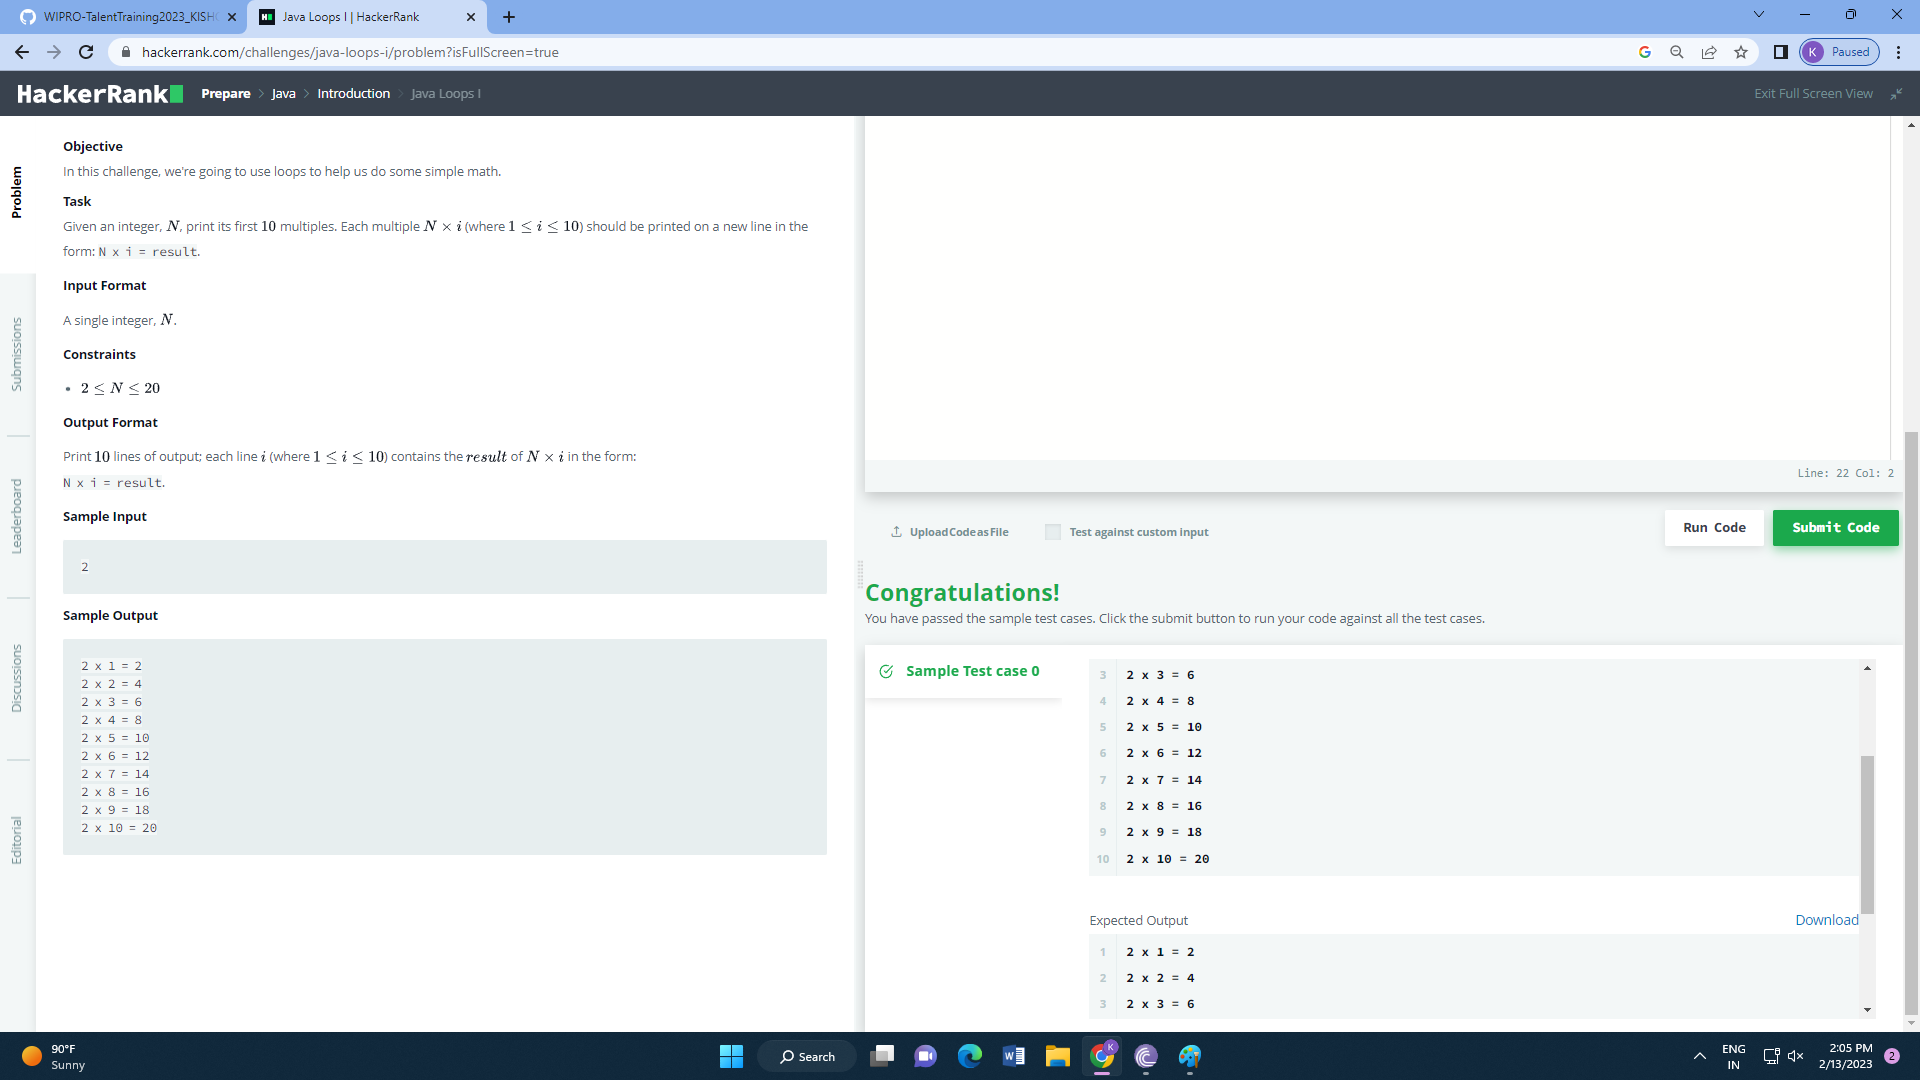 WIPRO-TalentTraining2023_KISH
Java Loops I | HackerRank
hackerrank.com/challenges/java-loops-i/problem?isFullScreen=true
K Paused
HackerRank
Prepare > Java > Introduction > Java Loops I
Exit Full Screen View
Problem
Submissions
Leaderboard
Discussions
Editorial
Objective
In this challenge, we're going to use loops to help us do some simple math.
Task
Given an integer, N, print its first 10 multiples. Each multiple N × i (where 1 ≤ i ≤ 10) should be printed on a new line in the
form: N x i = result.
Input Format
A single integer, N.
Constraints
• 2 ≤ N ≤ 20
Output Format
Print 10 lines of output; each line i (where 1 ≤ i ≤ 10) contains the result of N × i in the form:
N x i = result.
Sample Input
2
Sample Output
2 x 1 = 2
2 x 2 = 4
2 x 3 = 6
2 x 4 = 8
2 x 5 = 10
2 x 6 = 12
2 x 7 = 14
2 x 8 = 16
2 x 9 = 18
2 x 10 = 20
Line: 22 Col: 2
Upload Code as File
Test against custom input
Run Code
Submit Code
Congratulations!
You have passed the sample test cases. Click the submit button to run your code against all the test cases.
Sample Test case 0
3 2 x 3 = 6
4 2 x 4 = 8
5 2 x 5 = 10
6 2 x 6 = 12
7 2 x 7 = 14
8 2 x 8 = 16
9 2 x 9 = 18
10 2 x 10 = 20
Expected Output
Download
1 2 x 1 = 2
2 2 x 2 = 4
3 2 x 3 = 6
90°F
Sunny
Search
K
ENG
IN
2:05 PM
2/13/2023
2